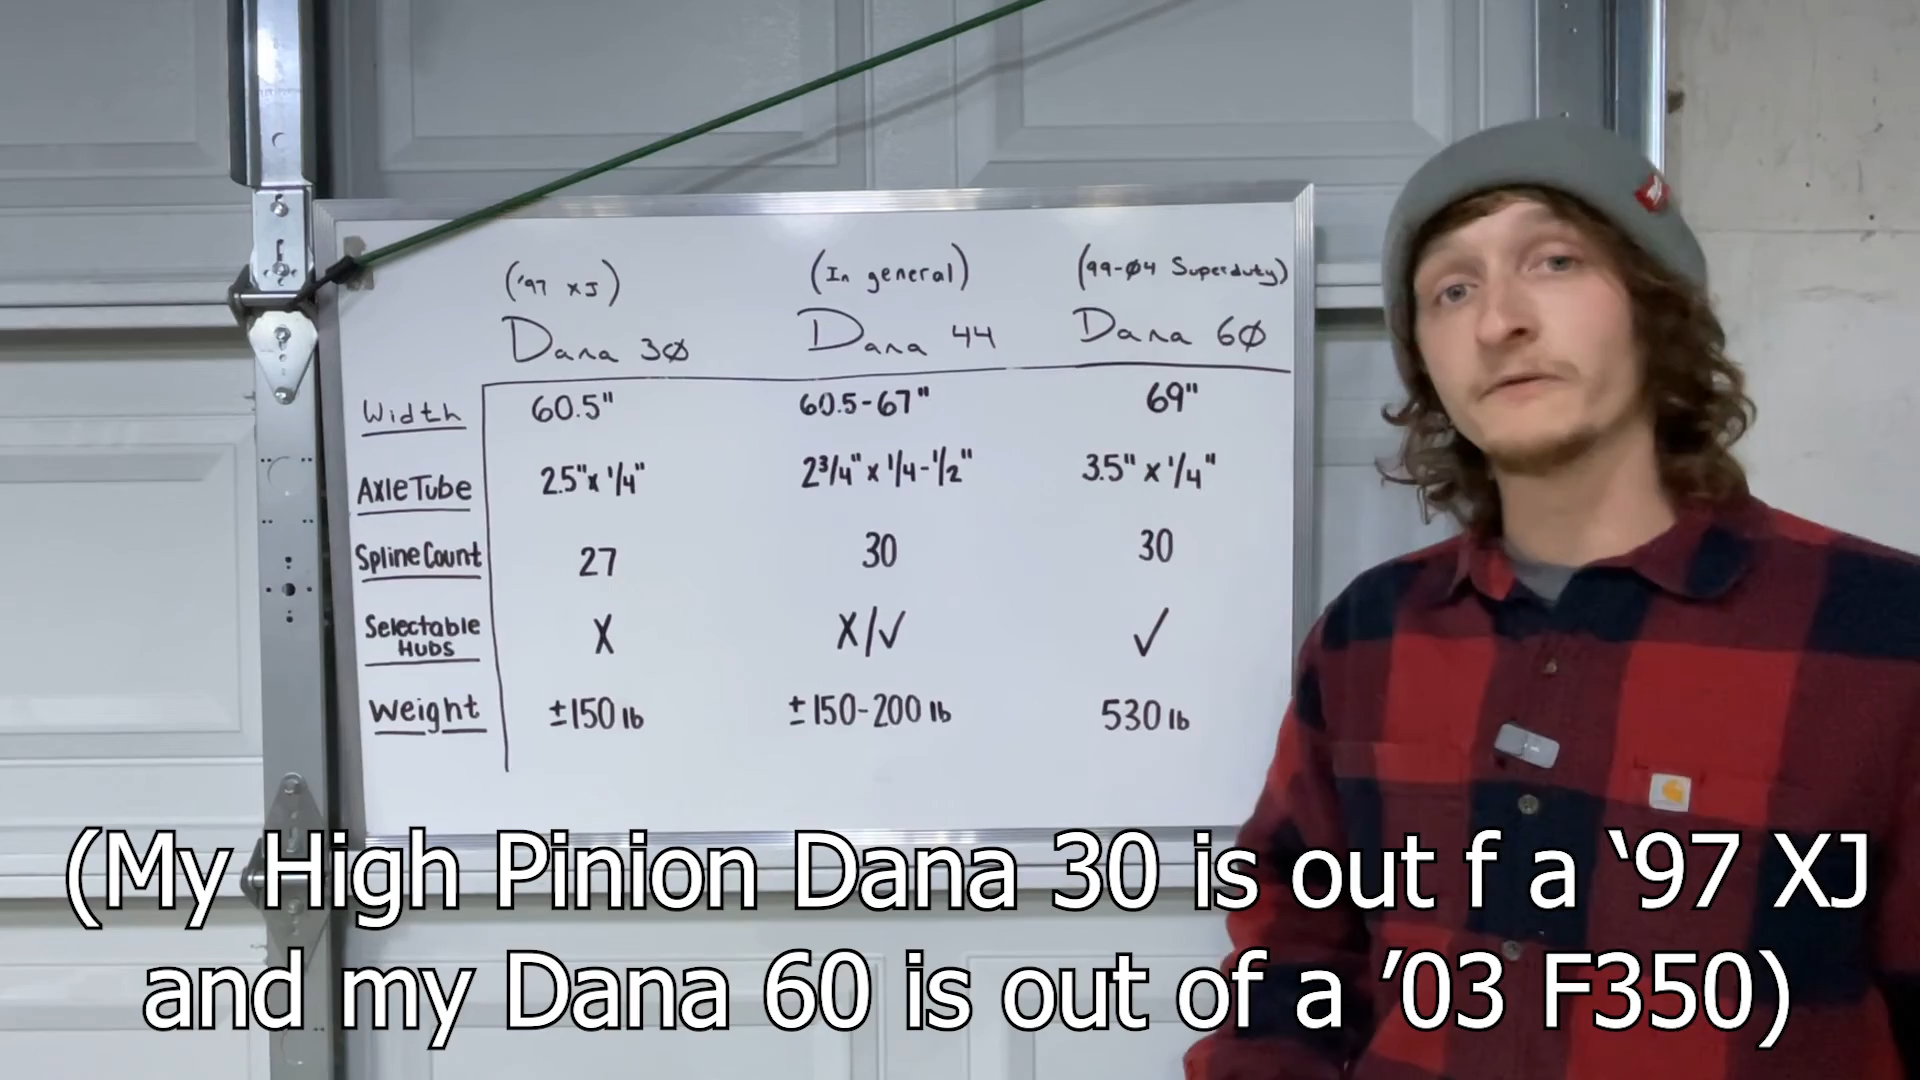 ('97 XJ) (In general) (99-Ø4 Superduty)
Dana 3Ø Dana 44 Dana 6Ø
Width 60.5" 60.5-67" 69"
Axle Tube 2.5"x 1/4" 2 3/4" x 1/4-1/2" 3.5" x 1/4"
Spline Count 27 30 30
Selectable Hubs X X/✓ ✓
Weight ±150 lb ±150-200 lb 530 lb
(My High Pinion Dana 30 is out f a ‘97 XJ
and my Dana 60 is out of a ’03 F350)